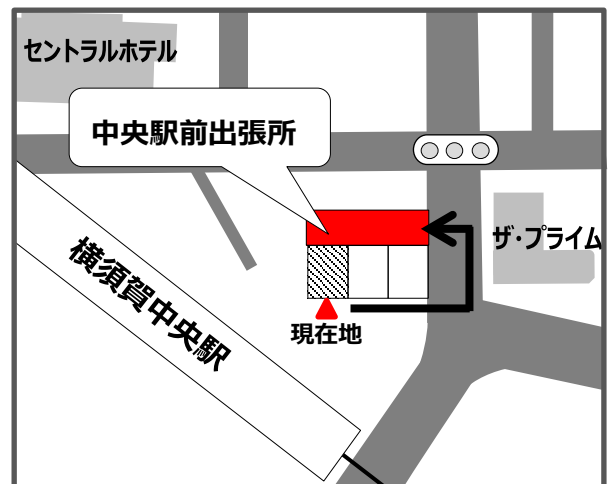 セントラルホテル
中央駅前出張所
ザ・プライム
横須賀中央駅
現在地